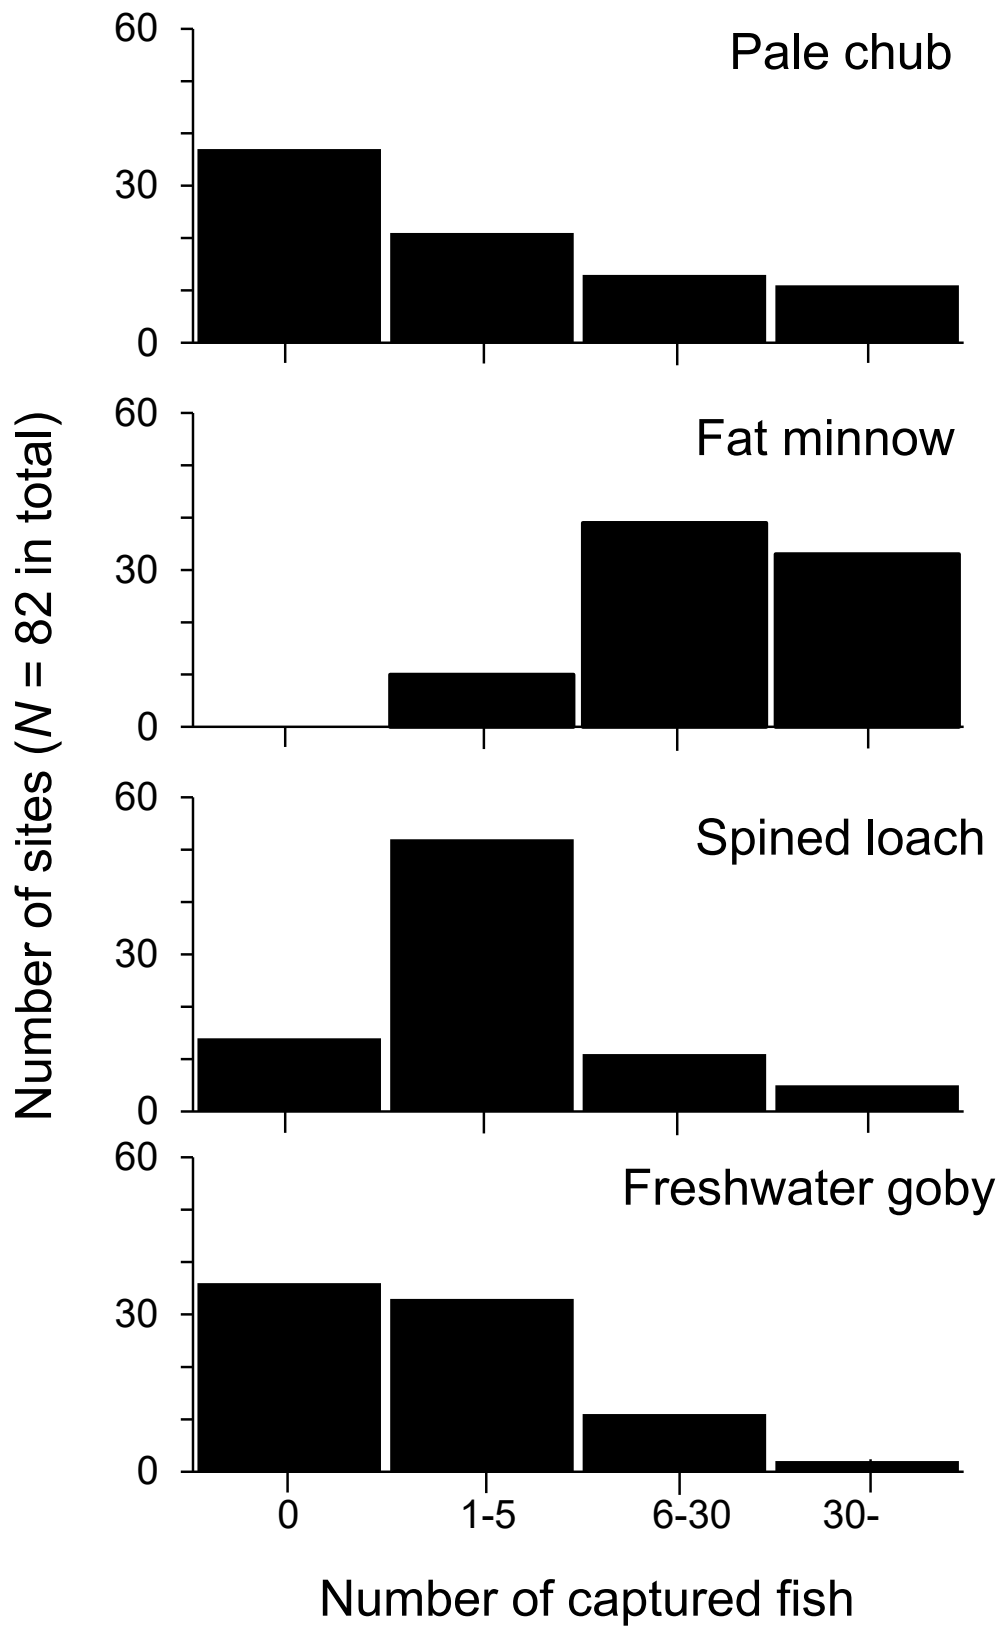 Number of sites (N = 82 in total)
Pale chub
60
30
0
Fat minnow
60
30
0
Spined loach
60
30
0
Freshwater goby
60
30
0
0 1-5 6-30 30-
Number of captured fish